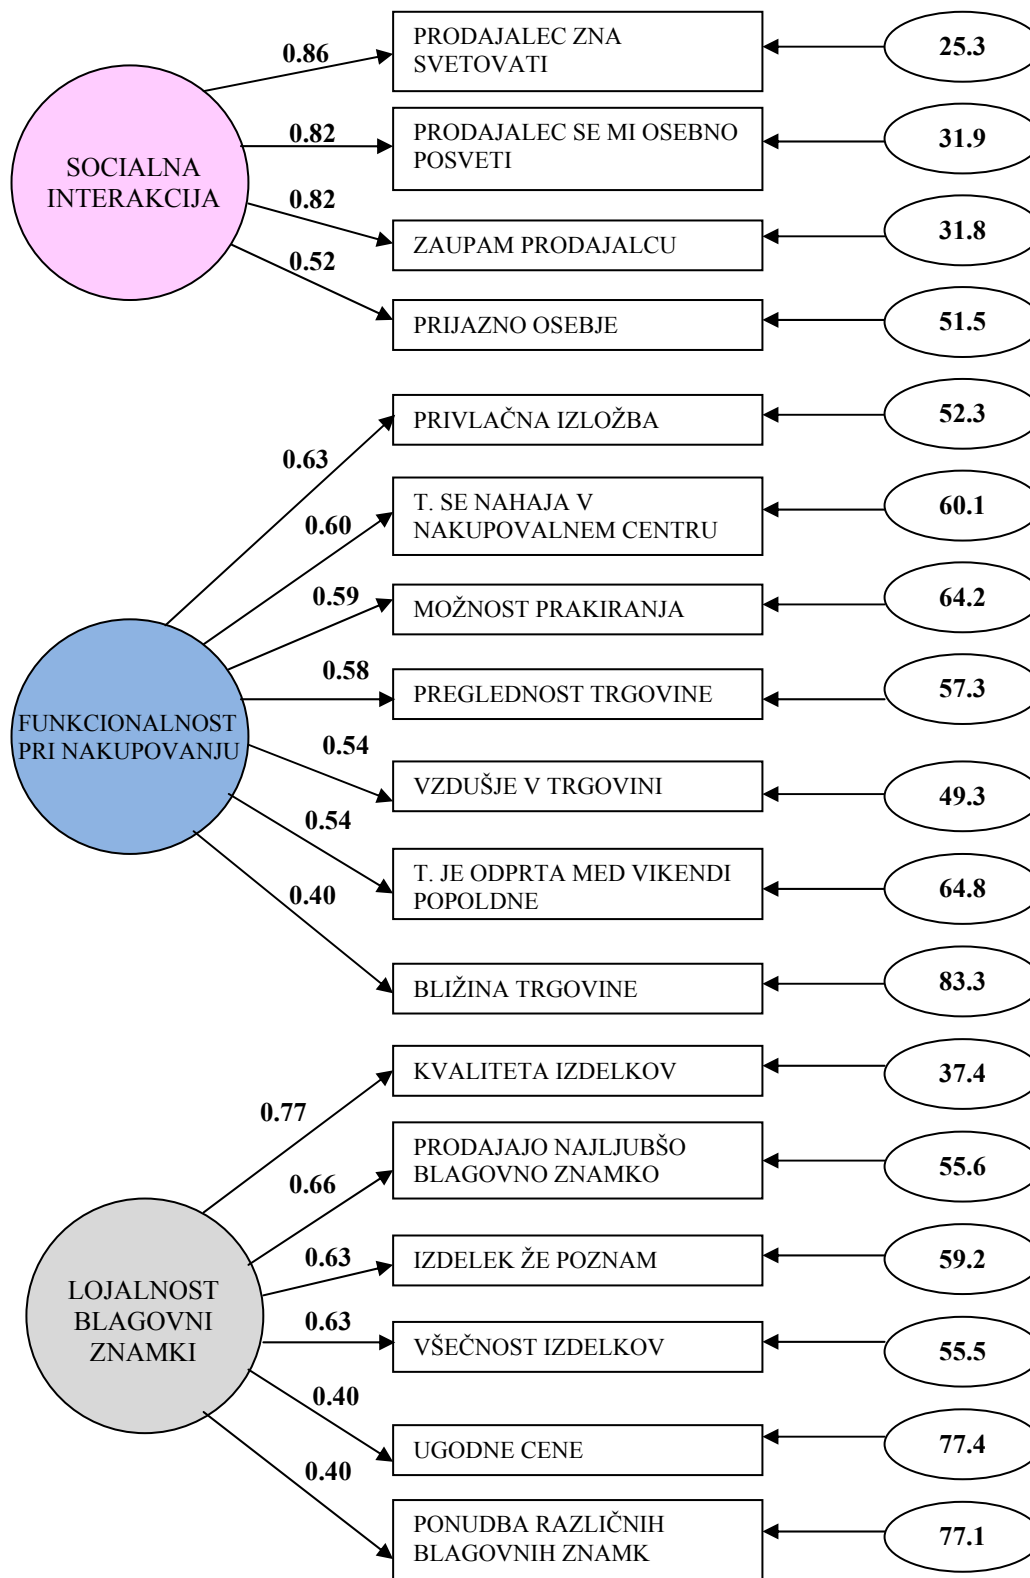 0.86
PRODAJALEC ZNA
SVETOVATI
25.3
0.82
PRODAJALEC SE MI OSEBNO
POSVETI
31.9
SOCIALNA
INTERAKCIJA
0.82
ZAUPAM PRODAJALCU
31.8
0.52
PRIJAZNO OSEBJE
51.5
0.63
PRIVLAČNA IZLOŽBA
52.3
0.60
T. SE NAHAJA V
NAKUPOVALNEM CENTRU
60.1
0.59
MOŽNOST PRAKIRANJA
64.2
0.58
PREGLEDNOST TRGOVINE
57.3
FUNKCIONALNOST
PRI NAKUPOVANJU
0.54
VZDUŠJE V TRGOVINI
49.3
0.54
T. JE ODPRTA MED VIKENDI
POPOLDNE
64.8
0.40
BLIŽINA TRGOVINE
83.3
0.77
KVALITETA IZDELKOV
37.4
0.66
PRODAJAJO NAJLJUBŠO
BLAGOVNO ZNAMKO
55.6
0.63
IZDELEK ŽE POZNAM
59.2
LOJALNOST
BLAGOVNI
ZNAMKI
0.63
VŠEČNOST IZDELKOV
55.5
0.40
UGODNE CENE
77.4
0.40
PONUDBA RAZLIČNIH
BLAGOVNIH ZNAMK
77.1